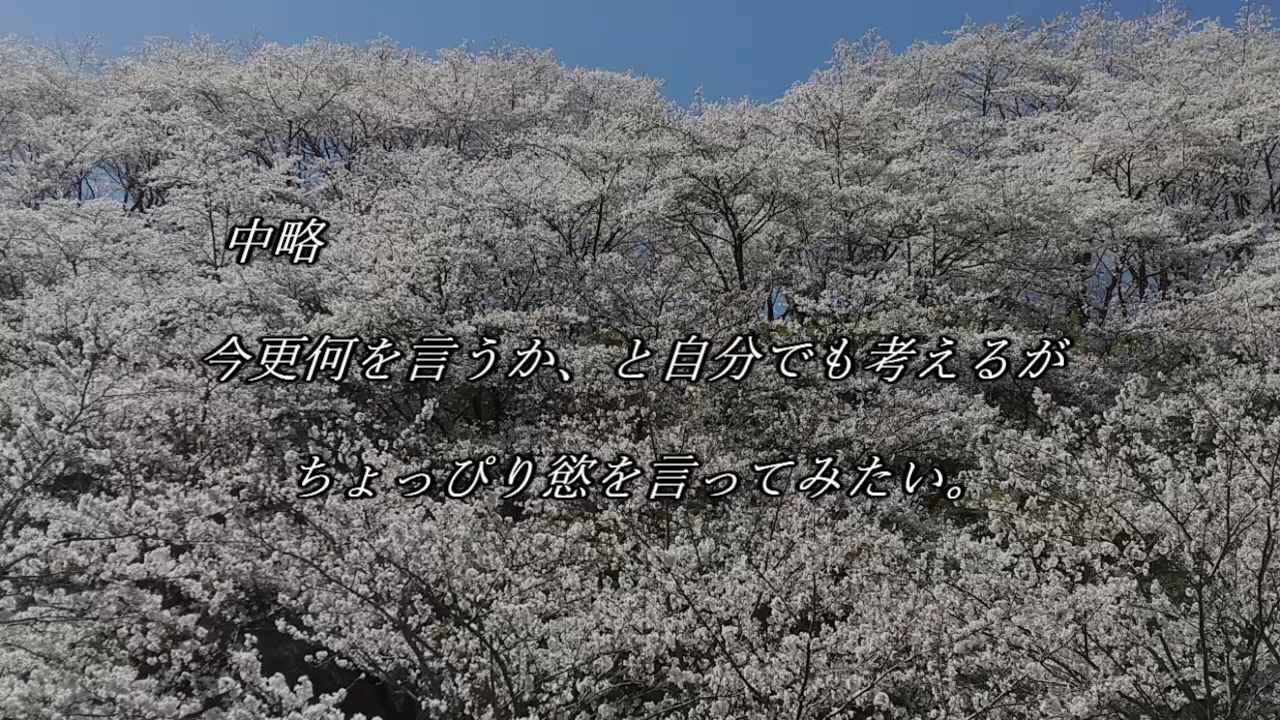 中略
今更何を言うか、と自分でも考えるが
ちょっぴり慾を言ってみたい。